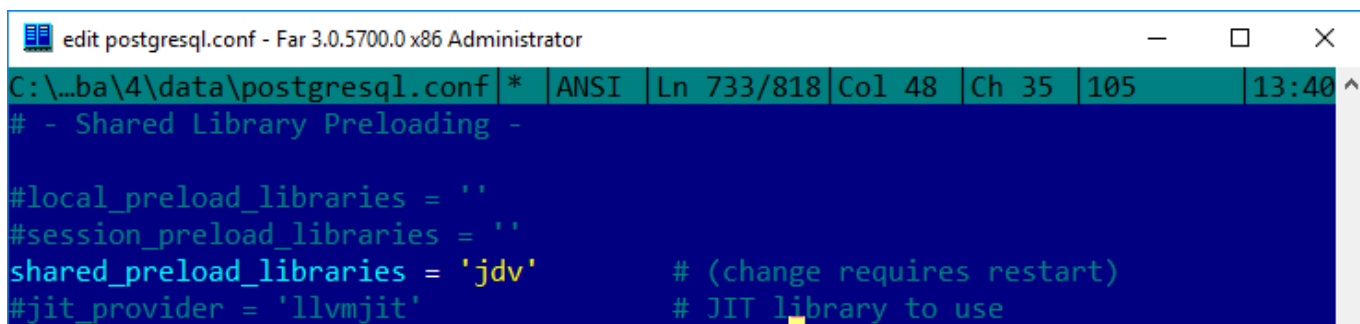 edit postgresql.conf - Far 3.0.5700.0 x86 Administrator
C:\…ba\4\data\postgresql.conf|* |ANSI |Ln 733/818|Col 48 |Ch 35 |105 |13:40
# - Shared Library Preloading -
#local_preload_libraries = ''
#session_preload_libraries = ''
shared_preload_libraries = 'jdv' # (change requires restart)
#jit_provider = 'llvmjit' # JIT library to use